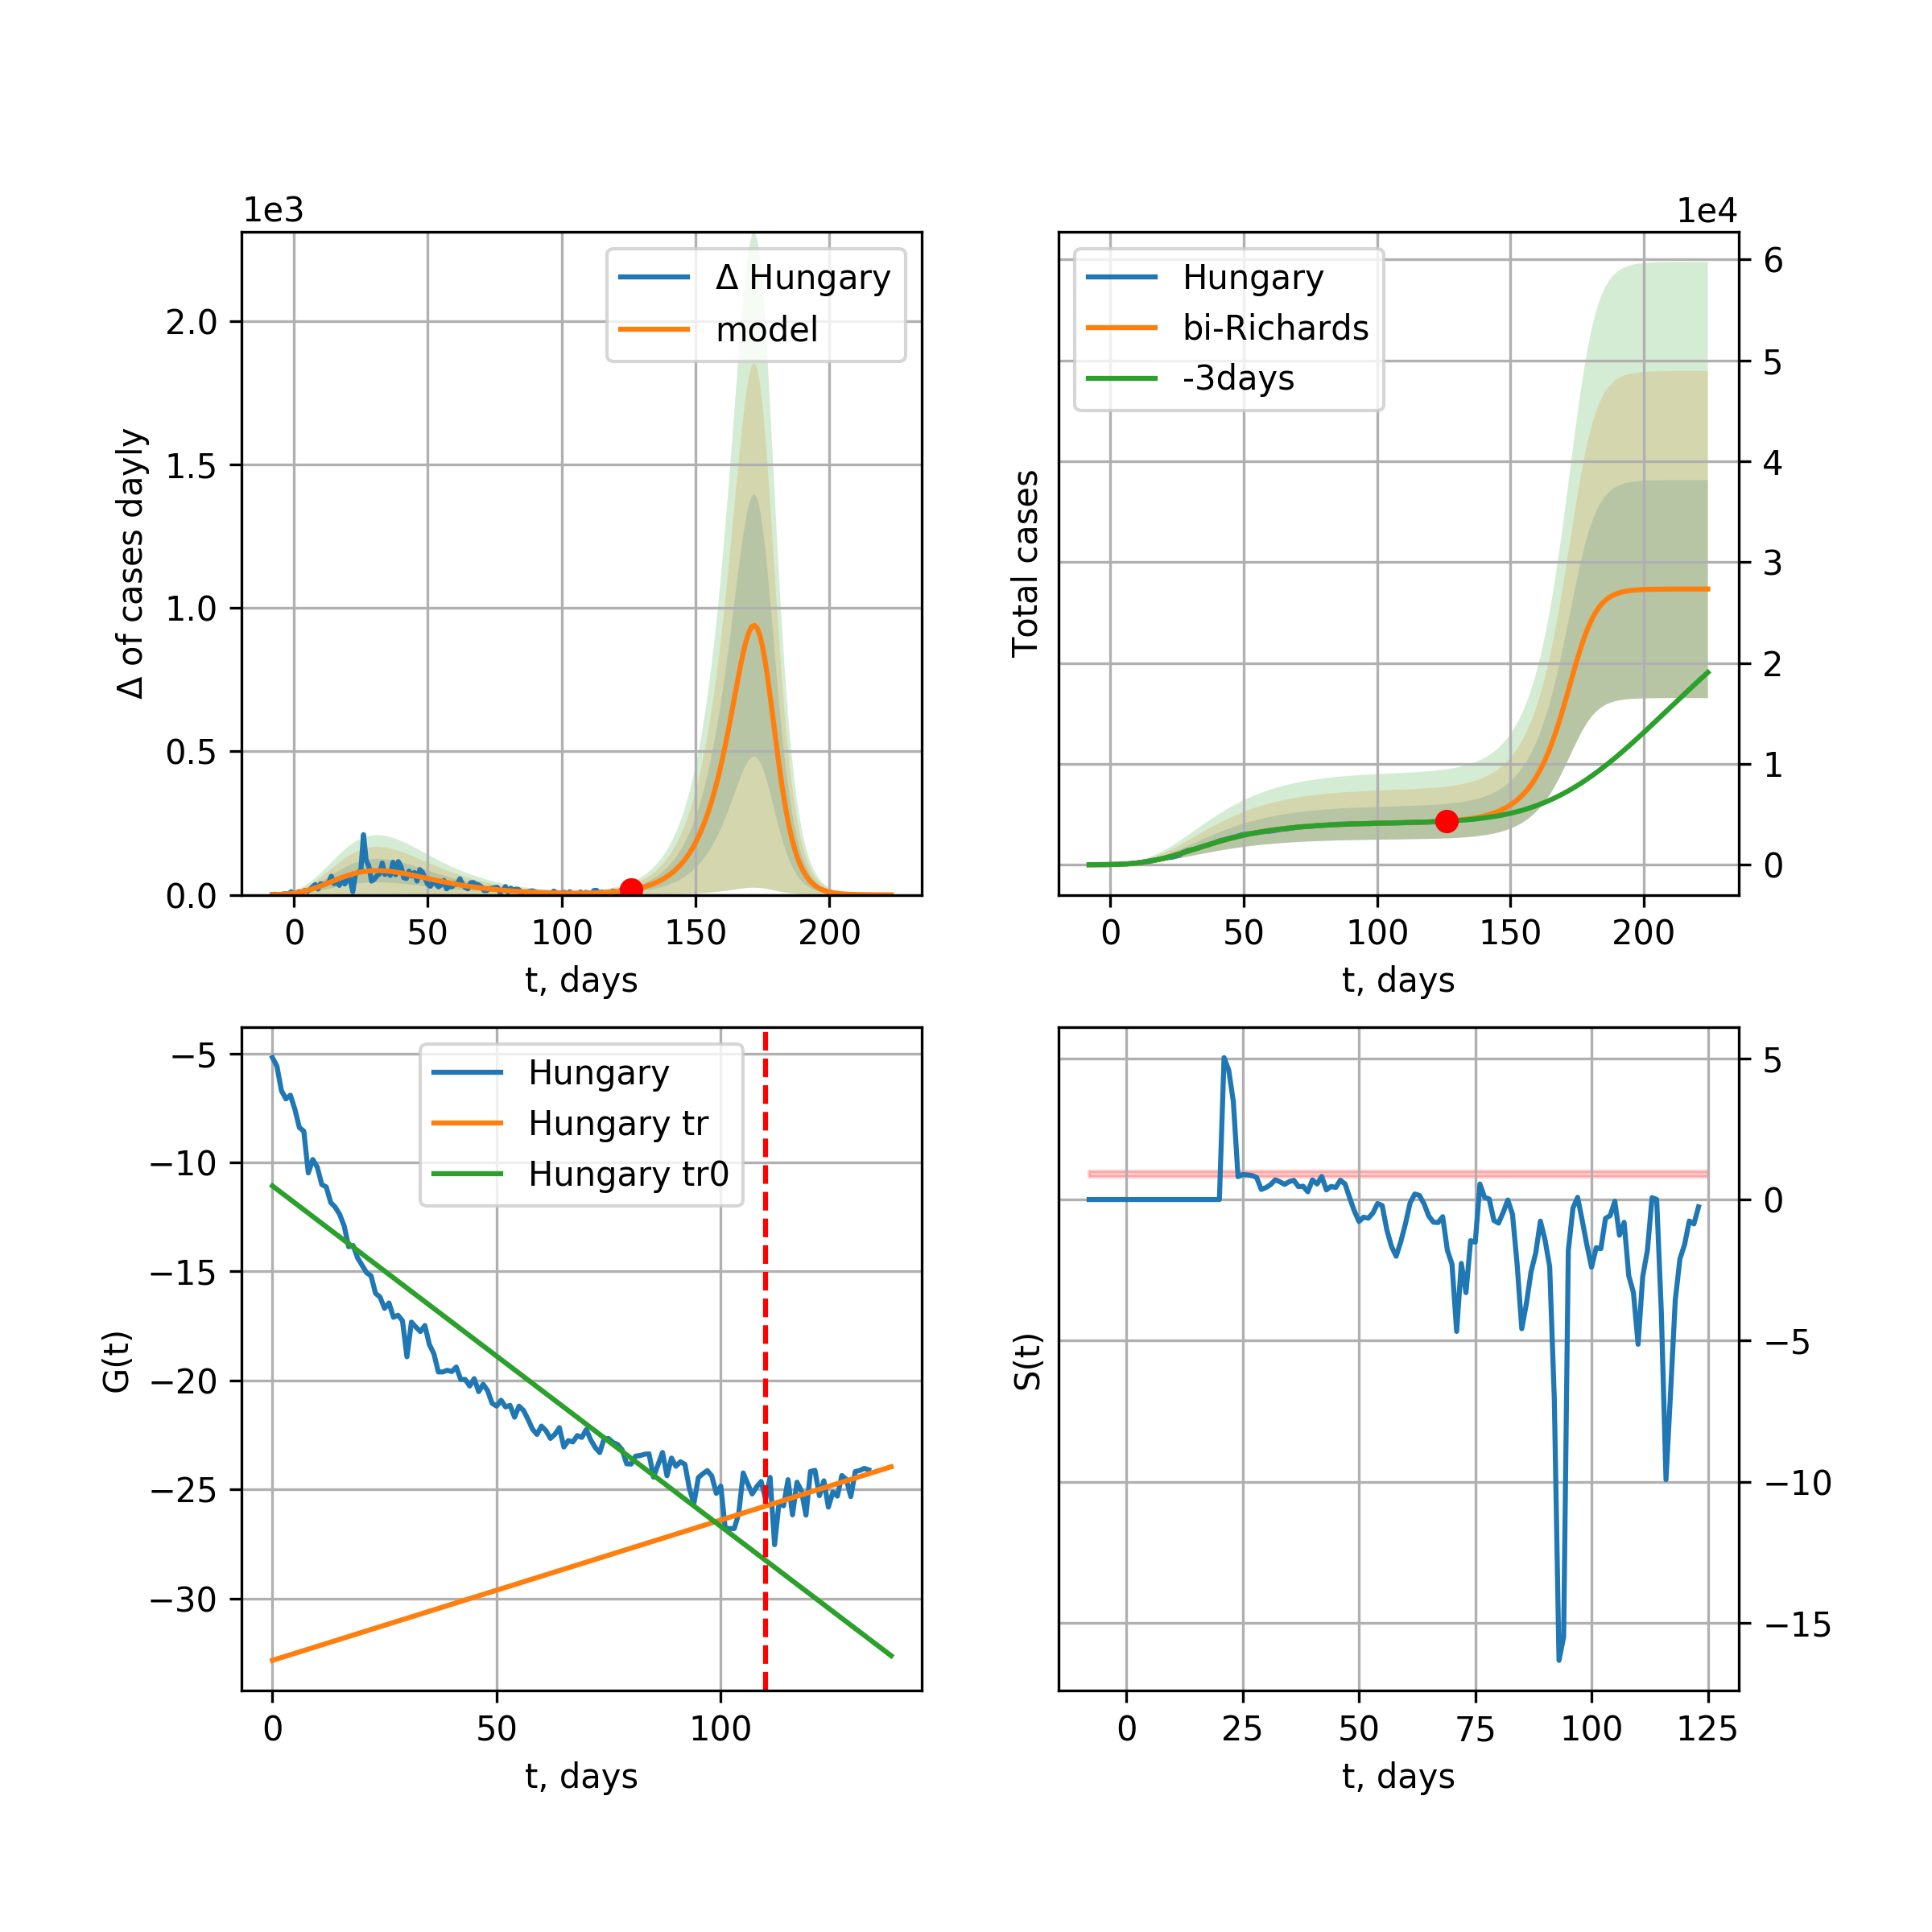 1e3
Δ Hungary
model
2.0
1.5
1.0
0.5
0.0
Δ of cases dayly
0 50 100 150 200
t, days
1e4
Hungary
bi-Richards
-3days
6
5
4
3
2
1
0
Total cases
0 50 100 150 200
t, days
Hungary
Hungary tr
Hungary tr0
−5
−10
−15
−20
−25
−30
G(t)
0 50 100
t, days
5
0
−5
−10
−15
S(t)
0 25 50 75 100 125
t, days